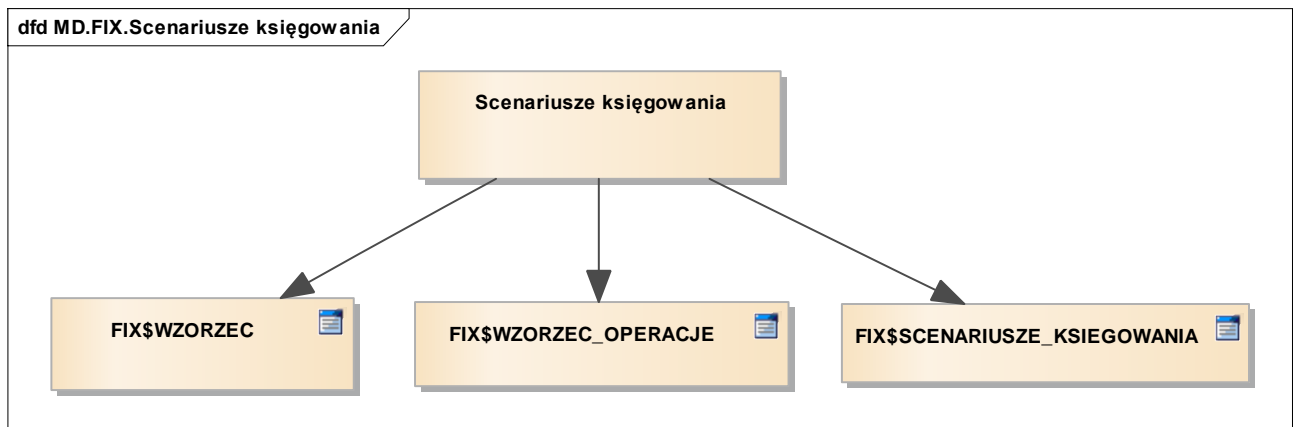 dfd MD.FIX.Scenariusze księgowania
Scenariusze księgowania
FIX$WZORZEC
FIX$WZORZEC_OPERACJE
FIX$SCENARIUSZE_KSIEGOWANIA